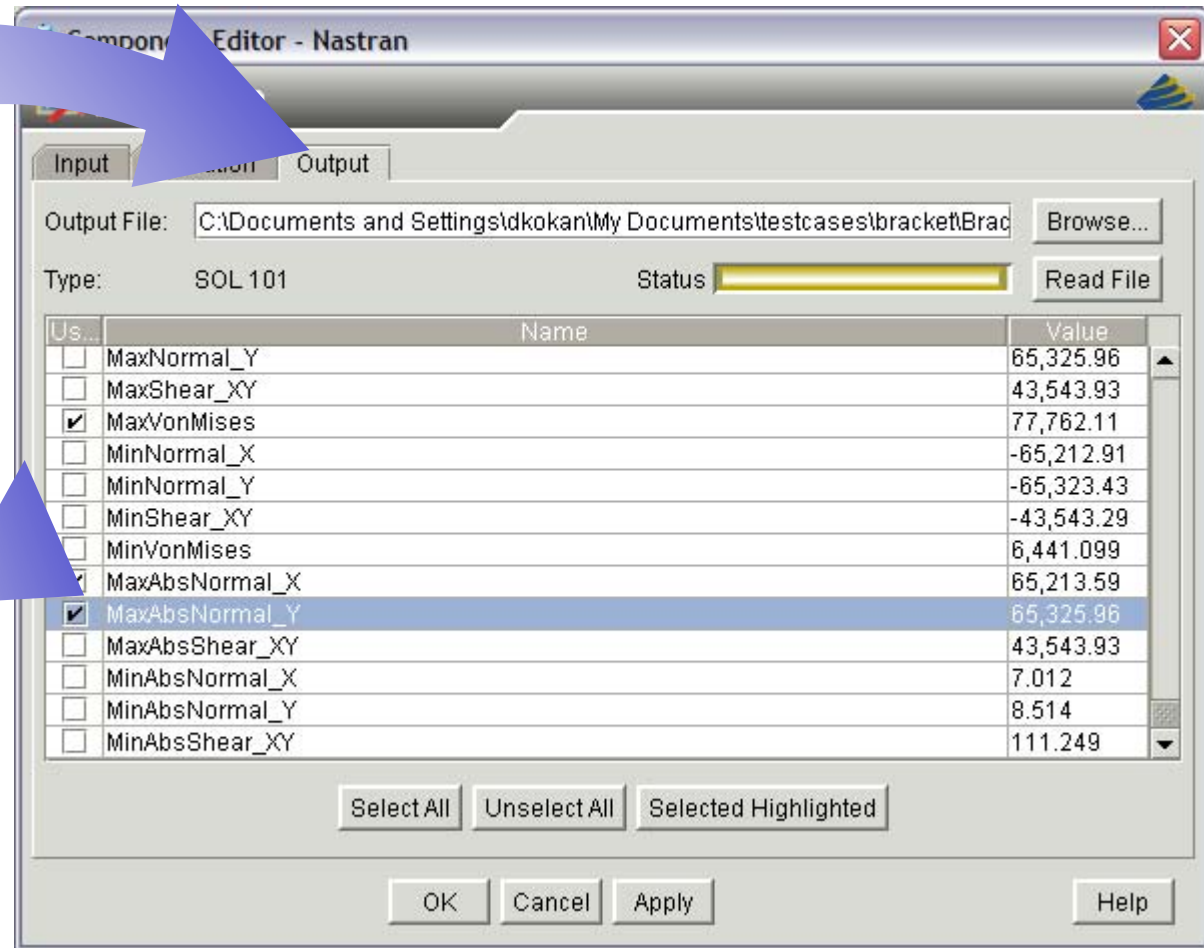 Editor - Nastran
Input Output
Output File: C:\Documents and Settings\dkokan\My Documents\testcases\bracket\Brac Browse...
Type: SOL 101 Status Read File
Us... Name Value
MaxNormal_Y 65,325.96
MaxShear_XY 43,543.93
MaxVonMises 77,762.11
MinNormal_X -65,212.91
MinNormal_Y -65,323.43
MinShear_XY -43,543.29
MinVonMises 6,441.099
MaxAbsNormal_X 65,213.59
MaxAbsNormal_Y 65,325.96
MaxAbsShear_XY 43,543.93
MinAbsNormal_X 7.012
MinAbsNormal_Y 8.514
MinAbsShear_XY 111.249
Select All Unselect All Selected Highlighted
OK Cancel Apply Help